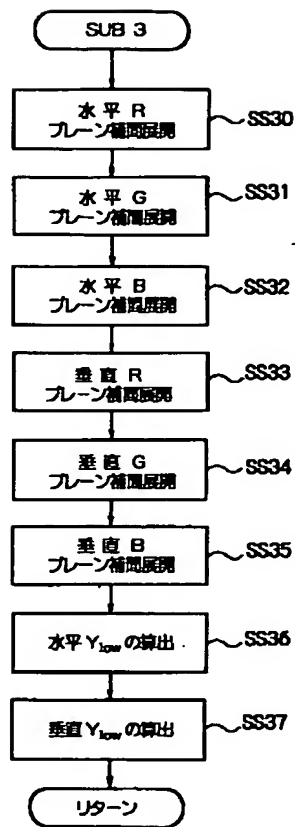 SUB 3
水平 R
プレーン補間展開
SS30
水平 G
プレーン補間展開
SS31
水平 B
プレーン補間展開
SS32
垂直 R
プレーン補間展開
SS33
垂直 G
プレーン補間展開
SS34
垂直 B
プレーン補間展開
SS35
水平 Ylow の算出
SS36
垂直 Ylow の算出
SS37
リターン